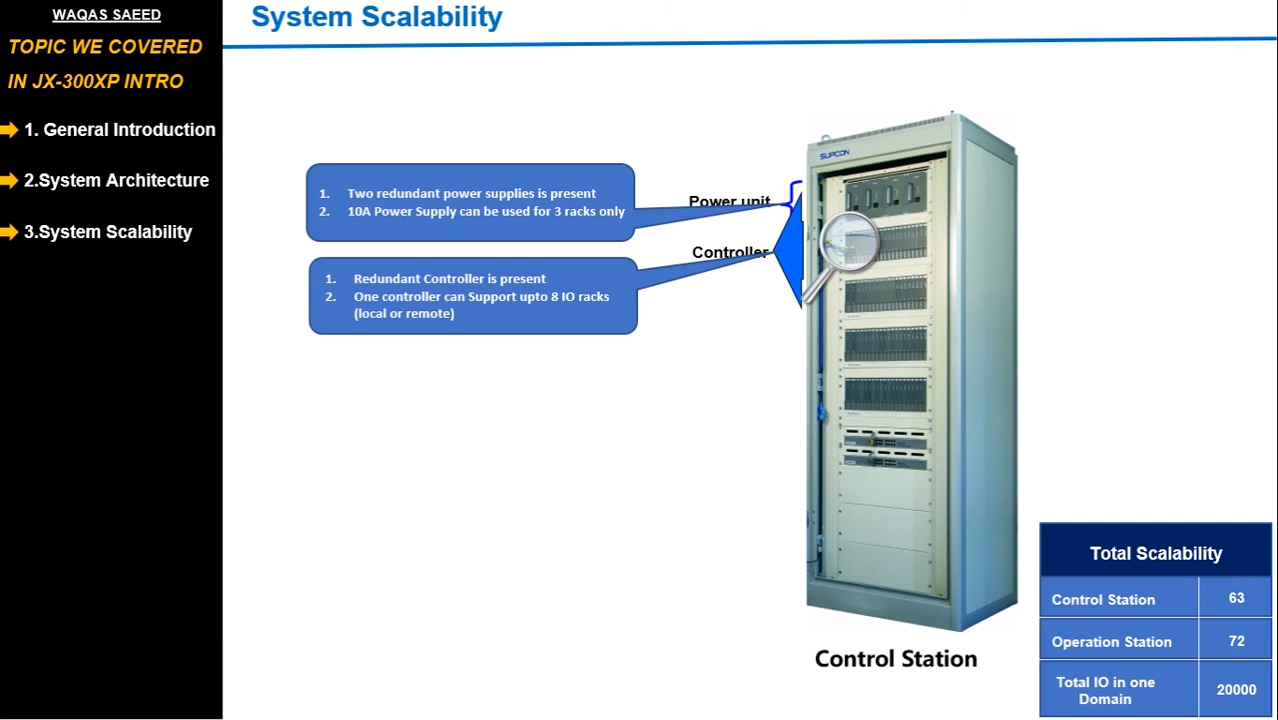 WAQAS SAEED
TOPIC WE COVERED
IN JX-300XP INTRO
1. General Introduction
2.System Architecture
3.System Scalability
System Scalability
1. Two redundant power supplies is present
2. 10A Power Supply can be used for 3 racks only
Power unit
Controller
1. Redundant Controller is present
2. One controller can Support upto 8 IO racks
(local or remote)
SUPCON
Control Station
Total Scalability
Control Station 63
Operation Station 72
Total IO in one
Domain 20000